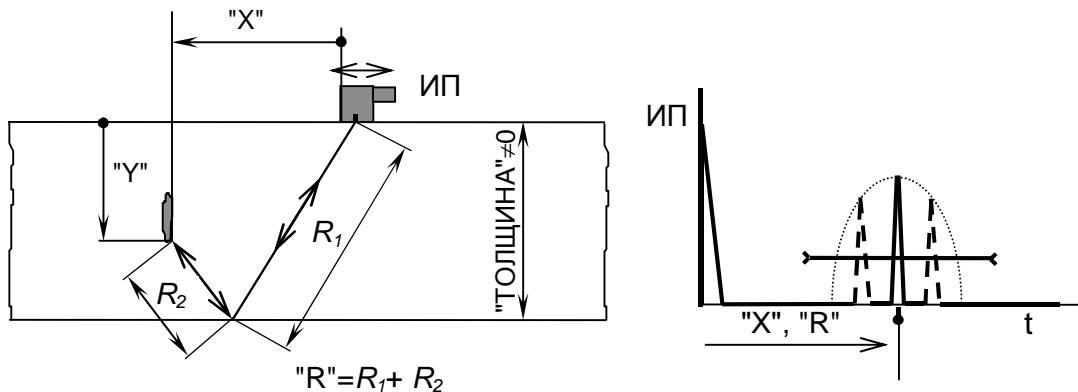 "X"
ИП
"Y"
R₁
R₂
"ТОЛЩИНА"≠0
"R"=R₁+ R₂
ИП
"X", "R"
t